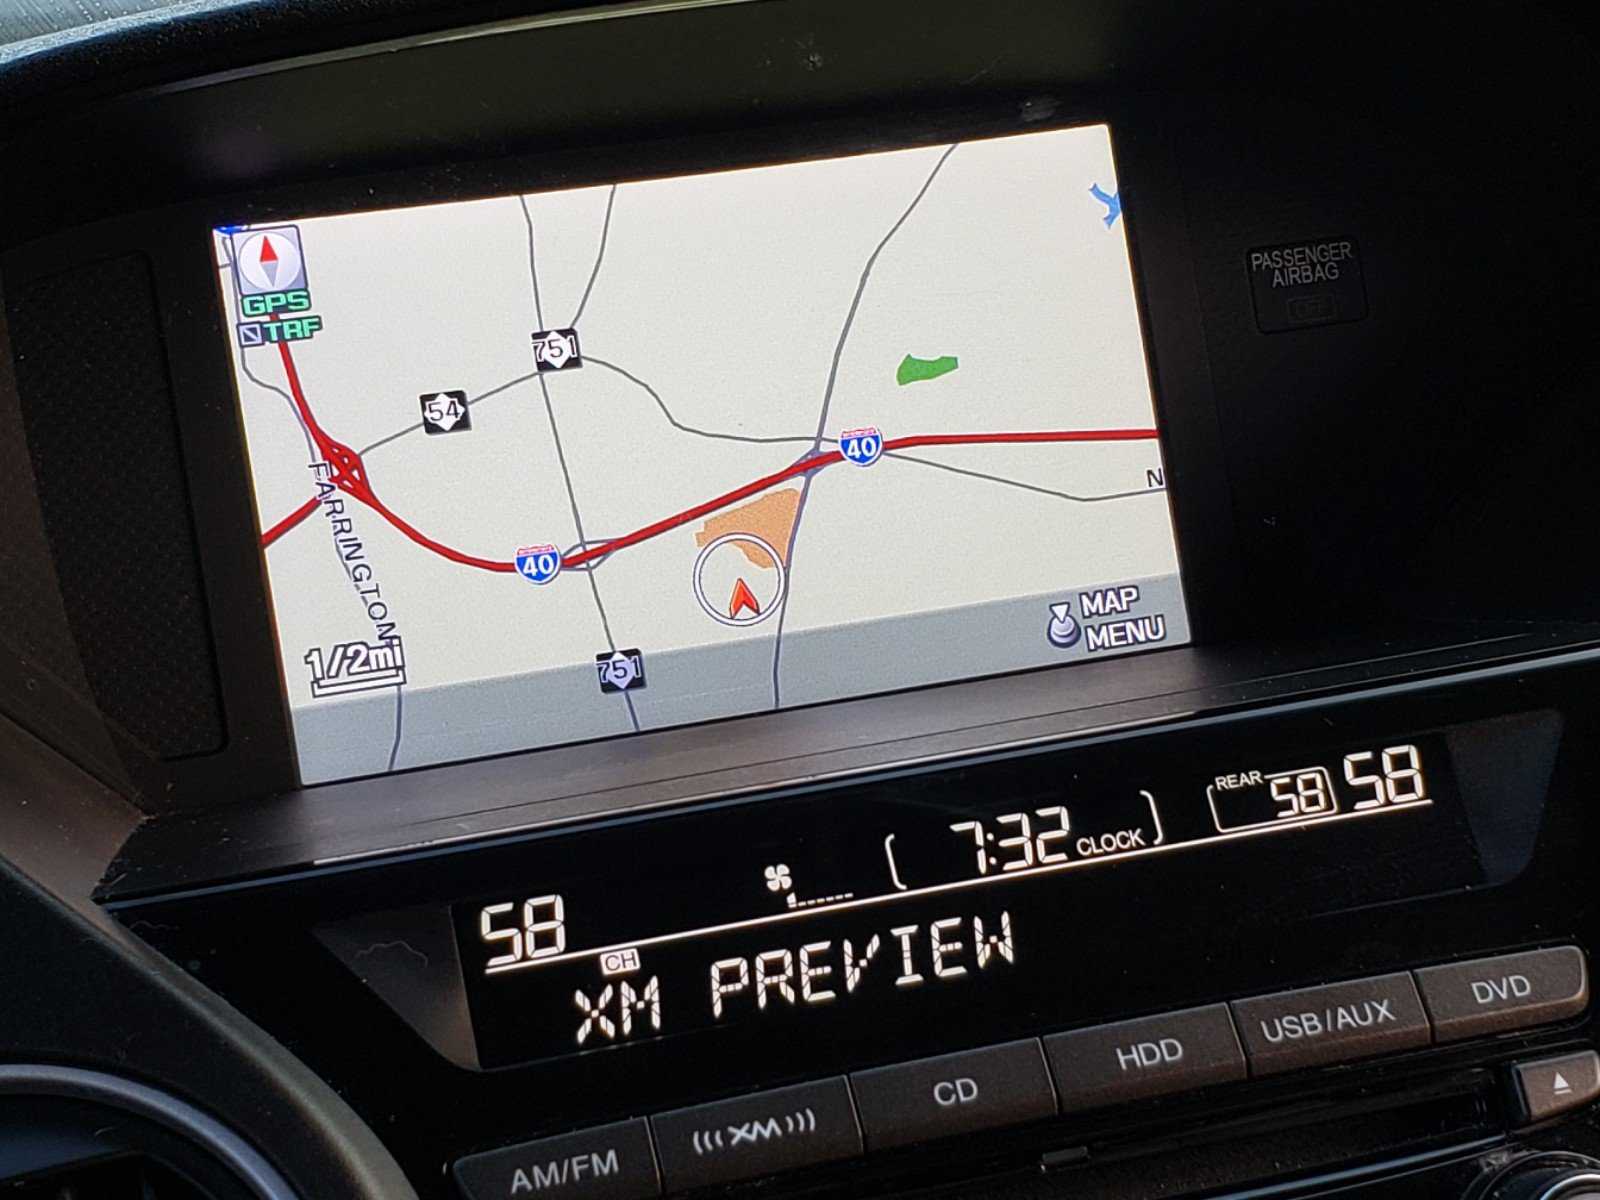 GPS
TRF
751
54
40
N
FARRINGTON
40
1/2mi
751
MAP
MENU
PASSENGER
AIRBAG
58
7:32 CLOCK
REAR 58 58
CH
XM PREVIEW
AM/FM
(((XM)))
CD
HDD
USB/AUX
DVD